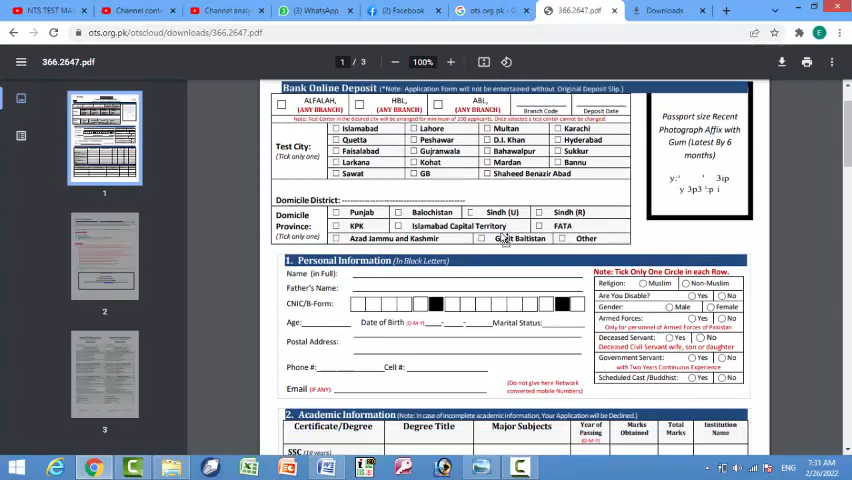 NTS TEST MA
Channel conte
Channel analy
(3) WhatsApp
(2) Facebook
ots.org.pk - G
366.2647.pdf
Downloads
ots.org.pk/otscloud/downloads/366.2647.pdf
E
366.2647.pdf
1 / 3
100%
1
2
3
Bank Online Deposit (*Note: Application Form will not be entertained without Original Deposit Slip.)
ALFALAH, (ANY BRANCH)
HBL, (ANY BRANCH)
ABL, (ANY BRANCH)
Branch Code
Deposit Date
Note: Test Center in the desired city will be arranged for minimum of 200 applicants. Once selected a test center cannot be changed.
Test City:
(Tick only one)
Islamabad Lahore Multan Karachi
Quetta Peshawar D.I. Khan Hyderabad
Faisalabad Gujranwala Bahawalpur Sukkur
Larkana Kohat Mardan Bannu
Sawat GB Shaheed Benazir Abad
Passport size Recent
Photograph Affix with
Gum (Latest By 6
months)
Domicile District:
Domicile
Province:
(Tick only one)
Punjab Balochistan Sindh (U) Sindh (R)
KPK Islamabad Capital Territory FATA
Azad Jammu and Kashmir Baltistan Other
1. Personal Information (In Block Letters)
Name (in Full):
Father's Name:
CNIC/B-Form:
Age: Date of Birth (D-M-Y) - - Marital Status:
Postal Address:
Phone #: Cell #:
Email (IF ANY):
(Do not give here Network
converted mobile Numbers)
Note: Tick Only One Circle in each Row.
Religion: Muslim Non-Muslim
Are You Disable? Yes No
Gender: Male Female
Armed Forces: Yes No
Only for personnel of Armed Forces of Pakistan
Deceased Servant: Yes No
Deceased Civil Servant wife, son or daughter
Government Servant: Yes No
with Two Years Continuous Experience
Scheduled Cast /Buddhist: Yes No
2. Academic Information (Note: In case of incomplete academic information, Your Application will be Declined.)
Certificate/Degree
Degree Title
Major Subjects
Year of Passing (D-M-Y)
Marks Obtained
Total Marks
Institution Name
SSC (10 years)
ENG
7:31 AM
2/26/2022